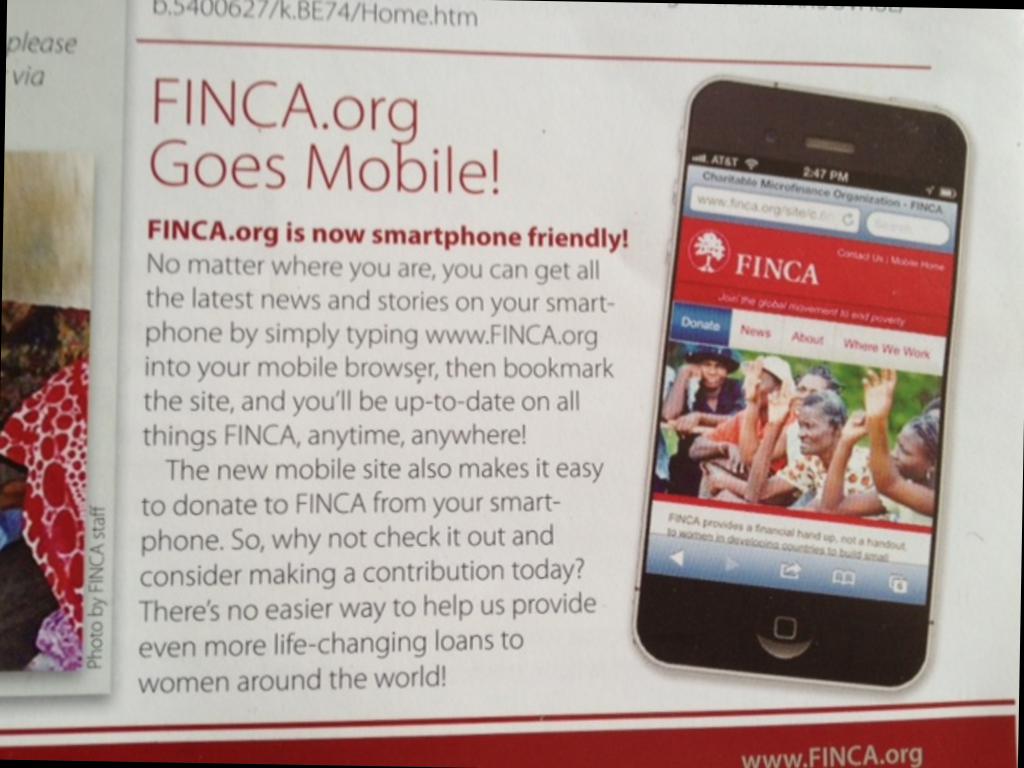 please
via
b.5400627/k.BE74/Home.htm
FINCA.org
Goes Mobile!
FINCA.org is now smartphone friendly!
No matter where you are, you can get all
the latest news and stories on your smart-
phone by simply typing www.FINCA.org
into your mobile browser, then bookmark
the site, and you'll be up-to-date on all
things FINCA, anytime, anywhere!
The new mobile site also makes it easy
to donate to FINCA from your smart-
phone. So, why not check it out and
consider making a contribution today?
There's no easier way to help us provide
even more life-changing loans to
women around the world!
Photo by FINCA staff
AT&T 2:47 PM
Charitable Microfinance Organization - FINCA
www.finca.org/site/c.6 Search
Contact Us | Mobile Home
FINCA
Join the global movement to end poverty
Donate News About Where We Work
FINCA provides a financial hand up, not a handout,
to women in developing countries to build small
6
www.FINCA.org